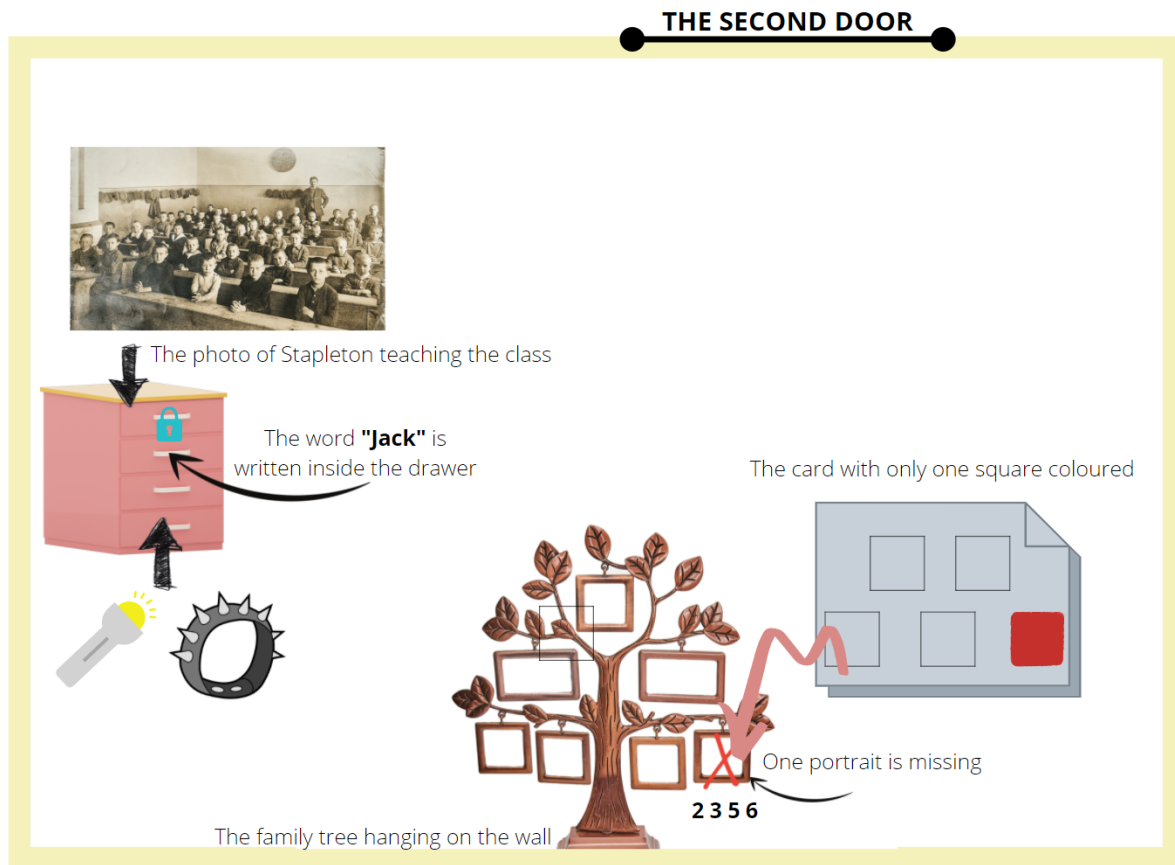 THE SECOND DOOR
The photo of Stapleton teaching the class
The word "Jack" is
written inside the drawer
The card with only one square coloured
One portrait is missing
2 3 5 6
The family tree hanging on the wall